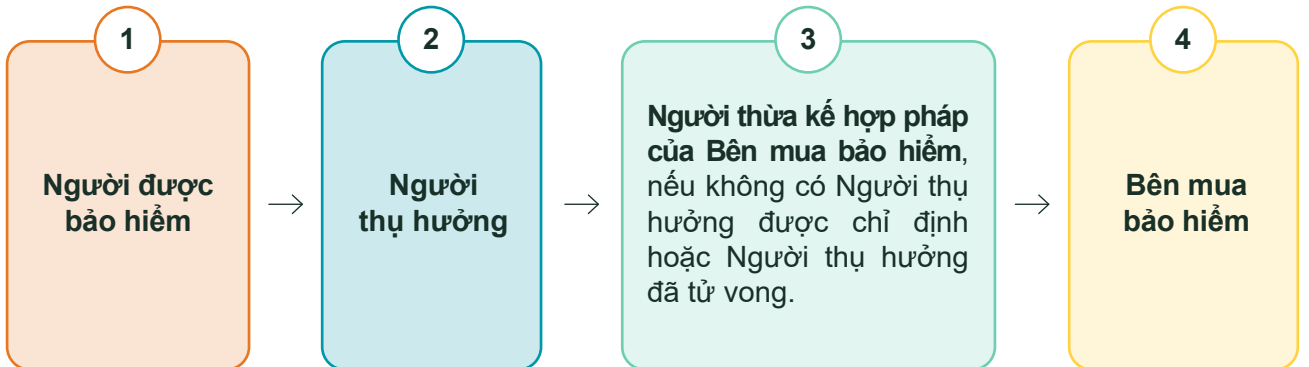 1
Người được
bảo hiểm
2
Người
thụ hưởng
3
Người thừa kế hợp pháp
của Bên mua bảo hiểm,
nếu không có Người thụ
hưởng được chỉ định
hoặc Người thụ hưởng
đã tử vong.
4
Bên mua
bảo hiểm